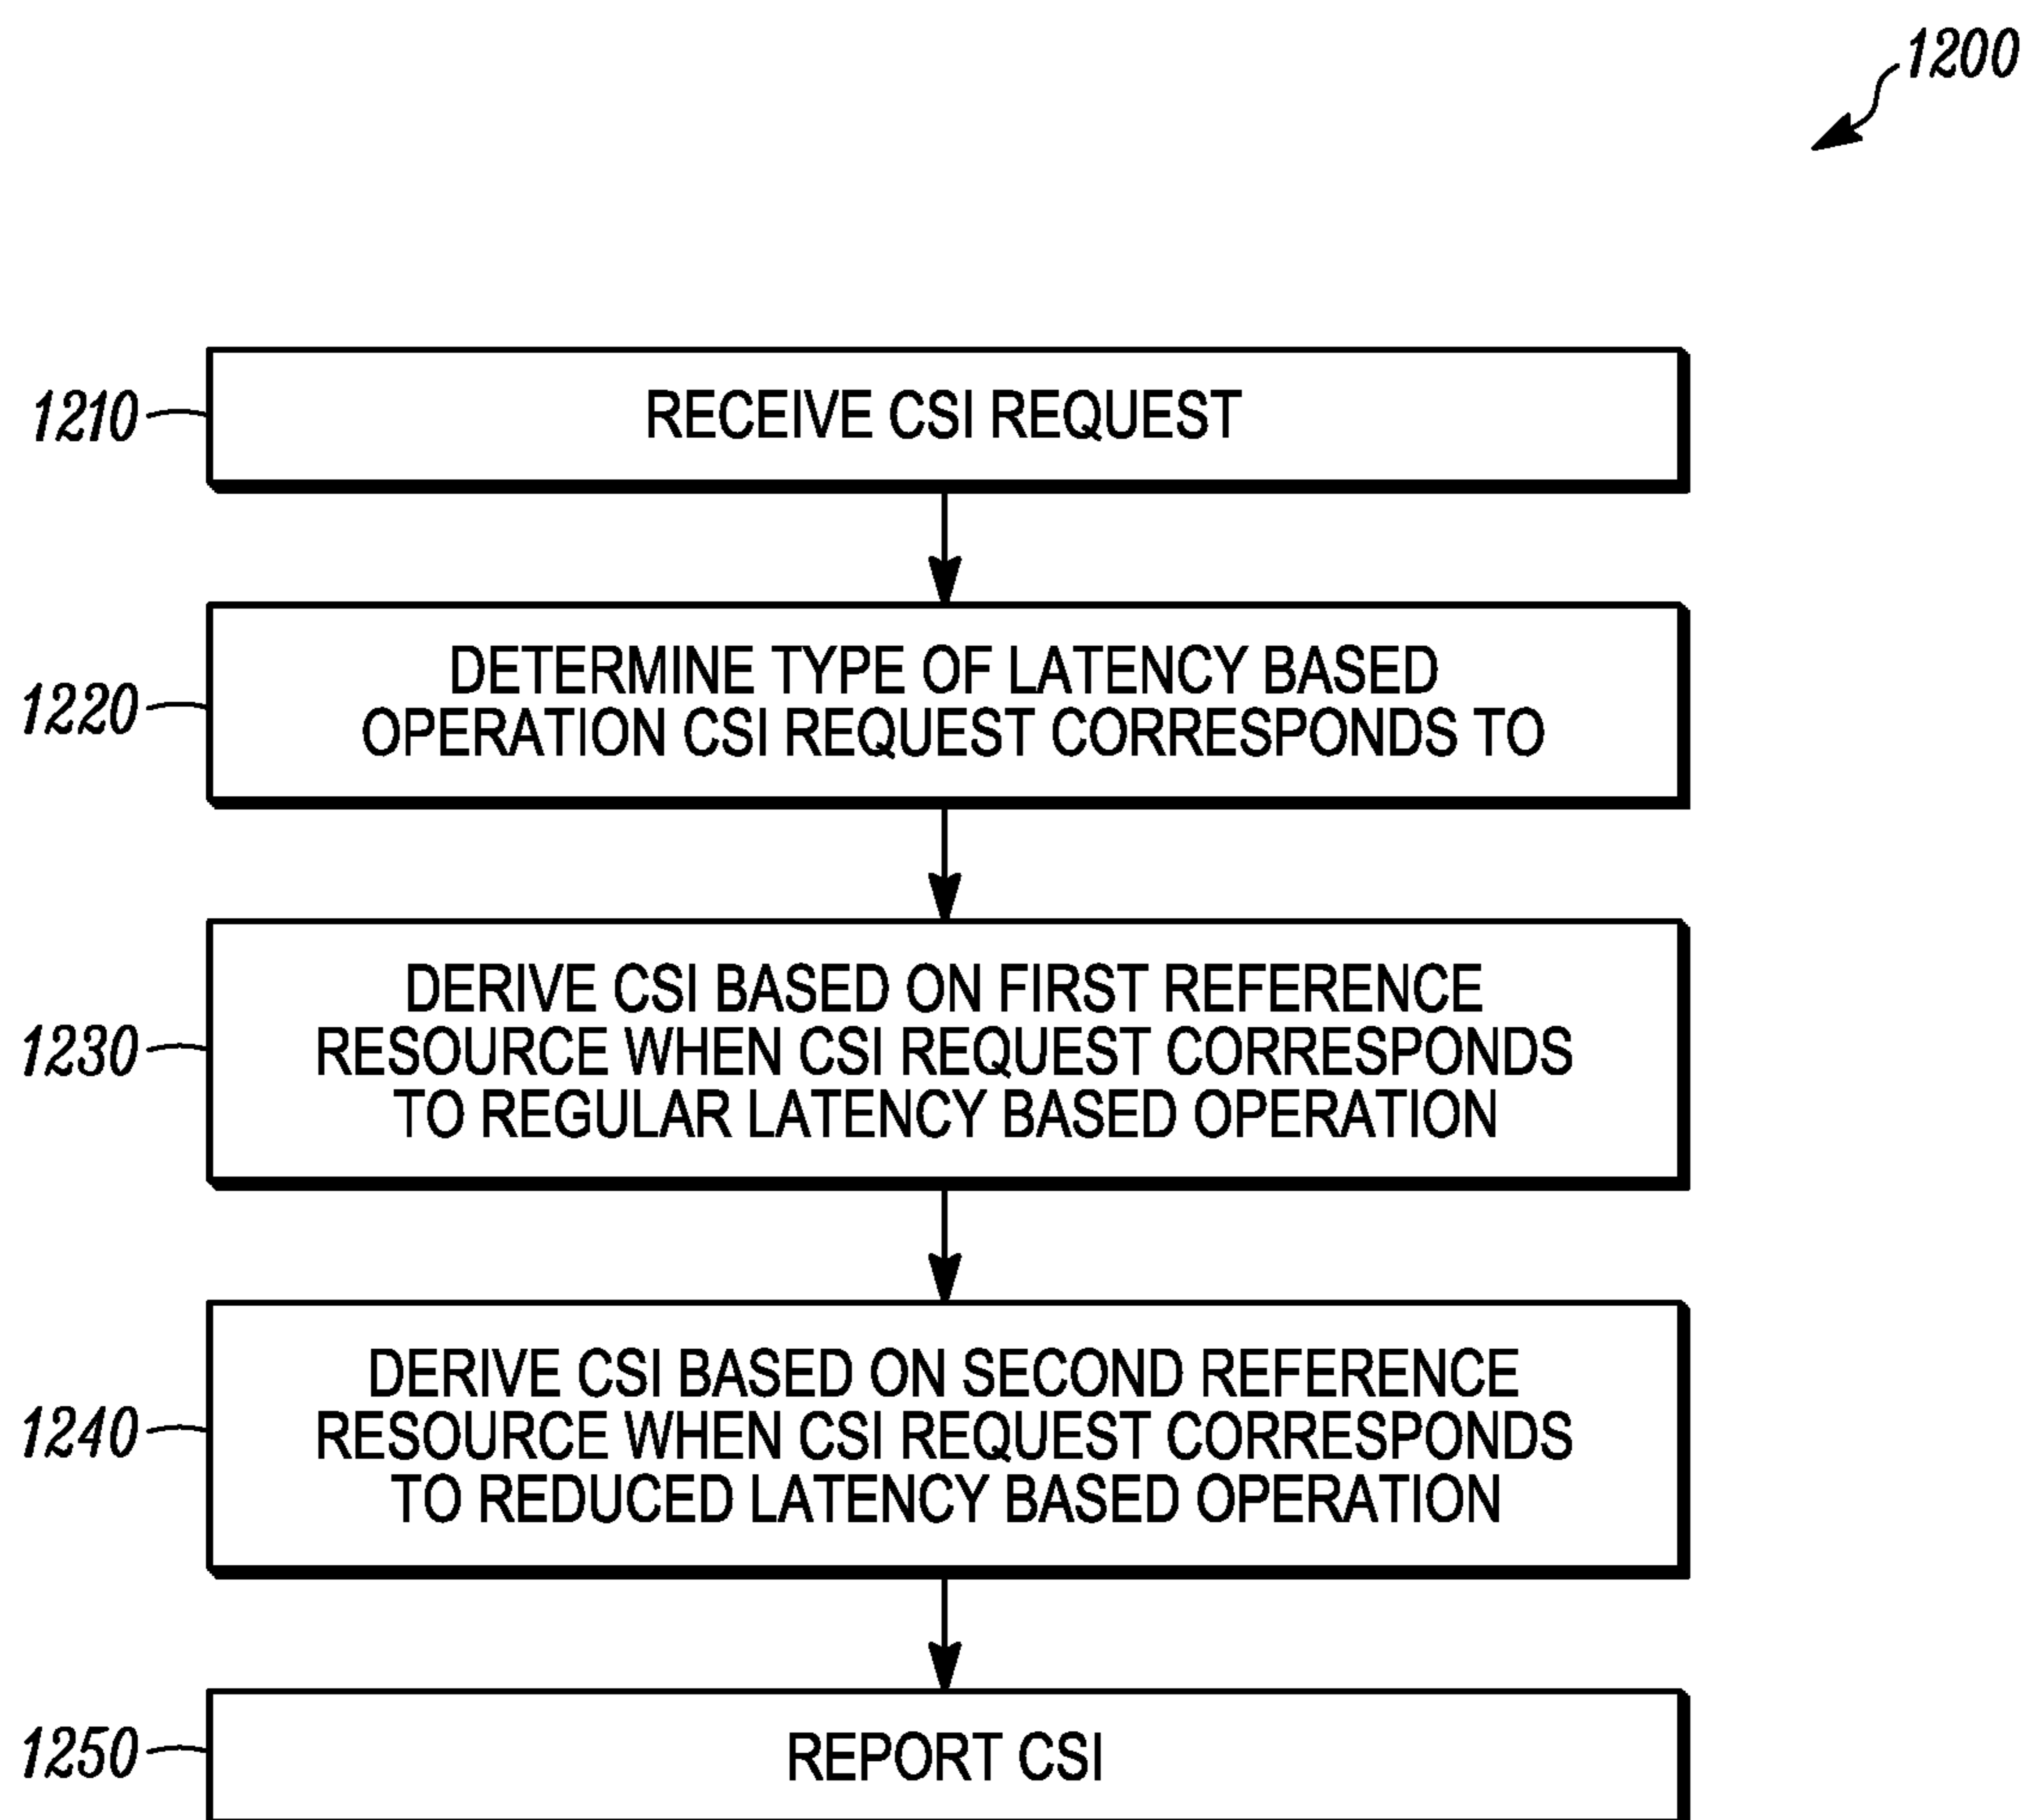 1200
1210
RECEIVE CSI REQUEST
1220
DETERMINE TYPE OF LATENCY BASED
OPERATION CSI REQUEST CORRESPONDS TO
1230
DERIVE CSI BASED ON FIRST REFERENCE
RESOURCE WHEN CSI REQUEST CORRESPONDS
TO REGULAR LATENCY BASED OPERATION
1240
DERIVE CSI BASED ON SECOND REFERENCE
RESOURCE WHEN CSI REQUEST CORRESPONDS
TO REDUCED LATENCY BASED OPERATION
1250
REPORT CSI